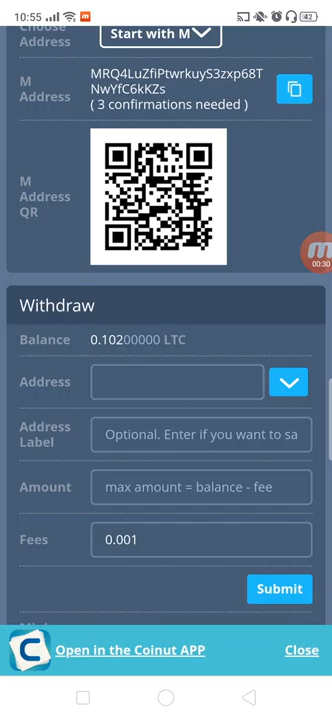 10:55
42
Choose
Address
Start with M
M
Address
MRQ4LuZfiPtwrkuyS3zxp68T
NwYfC6kKZs
( 3 confirmations needed )
M
Address
QR
00:30
Withdraw
Balance
0.10200000 LTC
Address
Address
Label
Optional. Enter if you want to sa
Amount
max amount = balance - fee
Fees
0.001
Submit
Open in the Coinut APP
Close